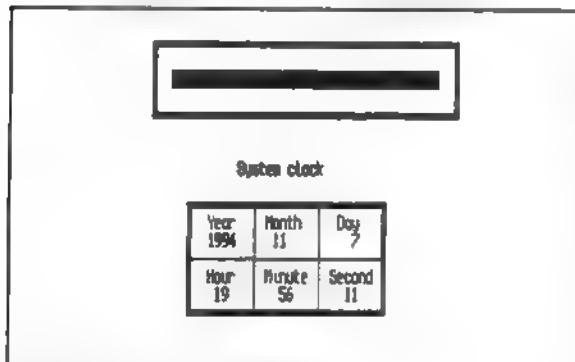 System clock
Year Month Day
1994 11 7
Hour Minute Second
19 56 11